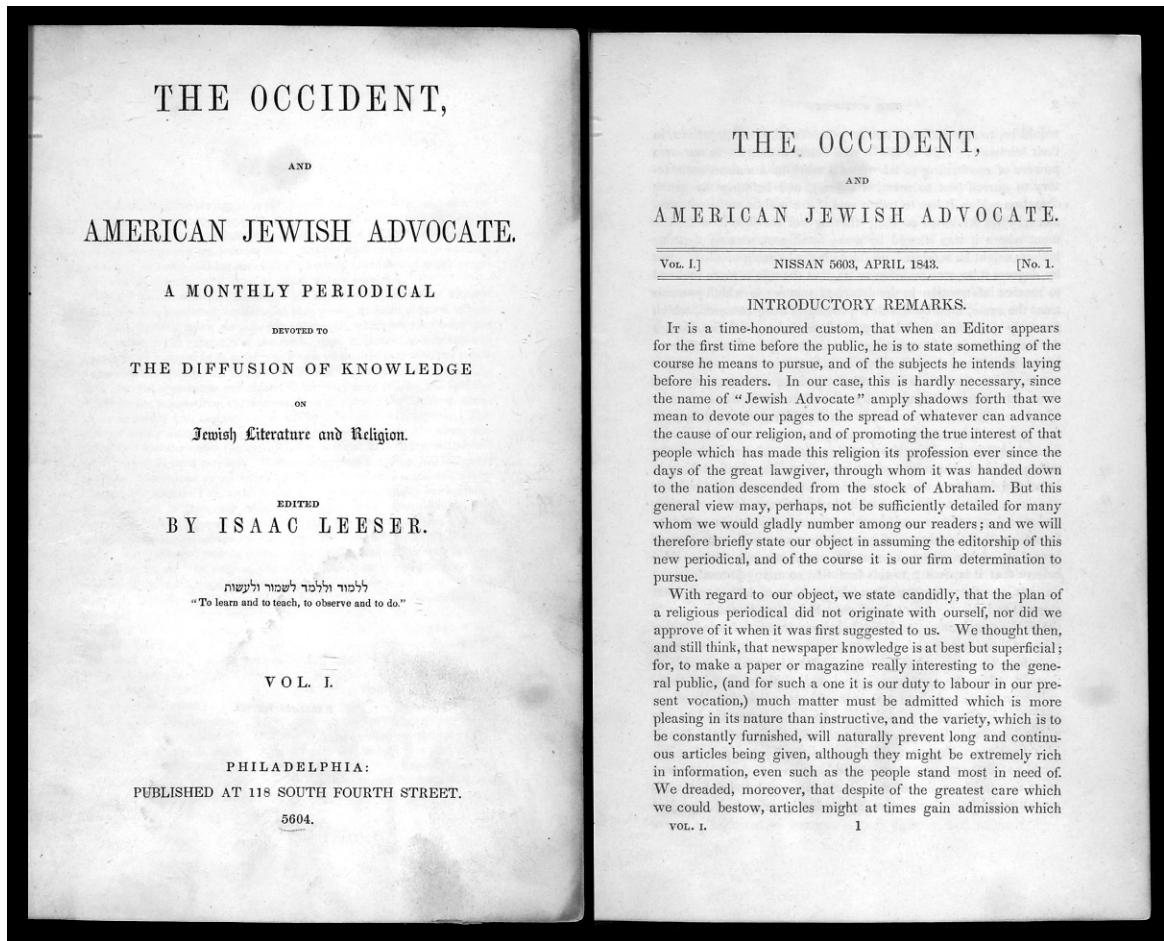 THE OCCIDENT,
AND
AMERICAN JEWISH ADVOCATE.
A MONTHLY PERIODICAL
DEVOTED TO
THE DIFFUSION OF KNOWLEDGE
ON
Jewish Literature and Religion.
EDITED
BY ISAAC LEESER.
ללמוד וללמד לשמור ולעשות
"To learn and to teach, to observe and to do."
VOL. I.
PHILADELPHIA:
PUBLISHED AT 118 SOUTH FOURTH STREET.
5604.
THE OCCIDENT,
AND
AMERICAN JEWISH ADVOCATE.
VOL. I.] NISSAN 5603, APRIL 1843. [No. 1.
INTRODUCTORY REMARKS.
IT is a time-honoured custom, that when an Editor appears
for the first time before the public, he is to state something of the
course he means to pursue, and of the subjects he intends laying
before his readers. In our case, this is hardly necessary, since
the name of "Jewish Advocate" amply shadows forth that we
mean to devote our pages to the spread of whatever can advance
the cause of our religion, and of promoting the true interest of that
people which has made this religion its profession ever since the
days of the great lawgiver, through whom it was handed down
to the nation descended from the stock of Abraham. But this
general view may, perhaps, not be sufficiently detailed for many
whom we would gladly number among our readers; and we will
therefore briefly state our object in assuming the editorship of this
new periodical, and of the course it is our firm determination to
pursue.
With regard to our object, we state candidly, that the plan of
a religious periodical did not originate with ourself, nor did we
approve of it when it was first suggested to us. We thought then,
and still think, that newspaper knowledge is at best but superficial;
for, to make a paper or magazine really interesting to the gene-
ral public, (and for such a one it is our duty to labour in our pre-
sent vocation,) much matter must be admitted which is more
pleasing in its nature than instructive, and the variety, which is to
be constantly furnished, will naturally prevent long and continu-
ous articles being given, although they might be extremely rich
in information, even such as the people stand most in need of.
We dreaded, moreover, that despite of the greatest care which
we could bestow, articles might at times gain admission which
VOL. I. 1